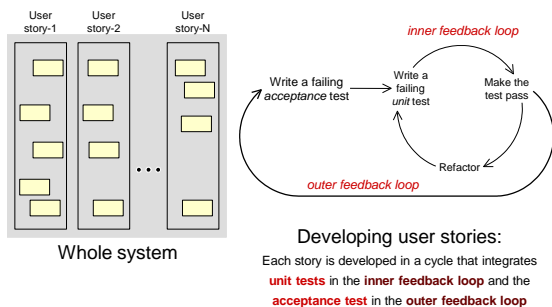 User
story-1
User
story-2
User
story-N
...
Whole system
inner feedback loop
Write a failing
acceptance test
Write a
failing
unit test
Make the
test pass
Refactor
outer feedback loop
Developing user stories:
Each story is developed in a cycle that integrates
unit tests in the inner feedback loop and the
acceptance test in the outer feedback loop